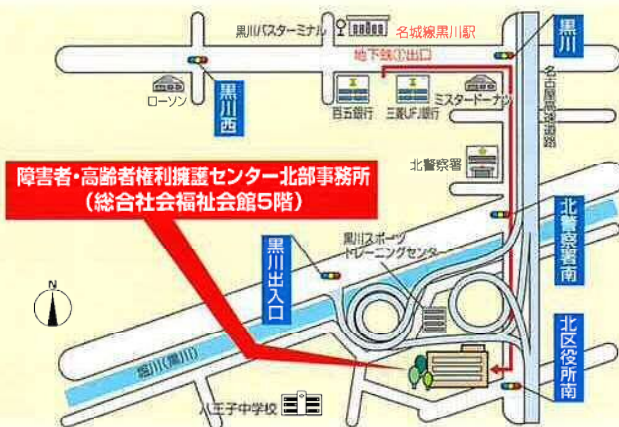 黒川バスターミナル
名城線黒川駅
地下鉄①出口
黒川
黒川西
ローソン
百五銀行
三菱UFJ銀行
ミスタードーナツ
名古屋高速道路
北警察署
障害者・高齢者権利擁護センター北部事務所
（総合社会福祉会館5階）
北警察署南
黒川スポーツ
トレーニングセンター
黒川出入口
N
堀川(黒川)
北区役所南
八王子中学校